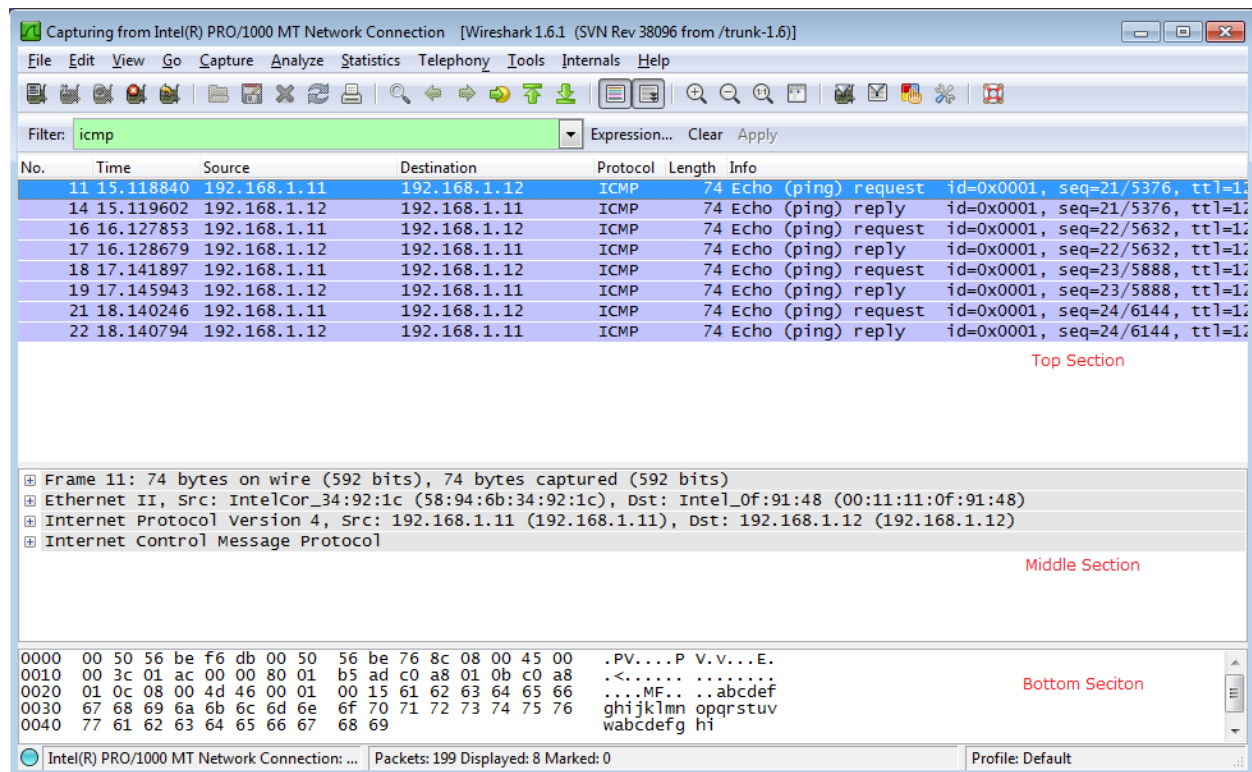 Capturing from Intel(R) PRO/1000 MT Network Connection [Wireshark 1.6.1 (SVN Rev 38096 from /trunk-1.6)]
File Edit View Go Capture Analyze Statistics Telephony Tools Internals Help
Filter: icmp Expression... Clear Apply
No. Time Source Destination Protocol Length Info
11 15.118840 192.168.1.11 192.168.1.12 ICMP 74 Echo (ping) request id=0x0001, seq=21/5376, ttl=12
14 15.119602 192.168.1.12 192.168.1.11 ICMP 74 Echo (ping) reply id=0x0001, seq=21/5376, ttl=12
16 16.127853 192.168.1.11 192.168.1.12 ICMP 74 Echo (ping) request id=0x0001, seq=22/5632, ttl=12
17 16.128679 192.168.1.12 192.168.1.11 ICMP 74 Echo (ping) reply id=0x0001, seq=22/5632, ttl=12
18 17.141897 192.168.1.11 192.168.1.12 ICMP 74 Echo (ping) request id=0x0001, seq=23/5888, ttl=12
19 17.145943 192.168.1.12 192.168.1.11 ICMP 74 Echo (ping) reply id=0x0001, seq=23/5888, ttl=12
21 18.140246 192.168.1.11 192.168.1.12 ICMP 74 Echo (ping) request id=0x0001, seq=24/6144, ttl=12
22 18.140794 192.168.1.12 192.168.1.11 ICMP 74 Echo (ping) reply id=0x0001, seq=24/6144, ttl=12
Top Section
Frame 11: 74 bytes on wire (592 bits), 74 bytes captured (592 bits)
Ethernet II, Src: IntelCor_34:92:1c (58:94:6b:34:92:1c), Dst: Intel_0f:91:48 (00:11:11:0f:91:48)
Internet Protocol Version 4, Src: 192.168.1.11 (192.168.1.11), Dst: 192.168.1.12 (192.168.1.12)
Internet Control Message Protocol
Middle Section
0000 00 50 56 be f6 db 00 50 56 be 76 8c 08 00 45 00 .PV....P V.v...E.
0010 00 3c 01 ac 00 00 80 01 b5 ad c0 a8 01 0b c0 a8 .<...... ........
0020 01 0c 08 00 4d 46 00 01 00 15 61 62 63 64 65 66 ....MF.. ..abcdef
0030 67 68 69 6a 6b 6c 6d 6e 6f 70 71 72 73 74 75 76 ghijklmn opqrstuv
0040 77 61 62 63 64 65 66 67 68 69 wabcdefg hi
Bottom Seciton
Intel(R) PRO/1000 MT Network Connection: ... Packets: 199 Displayed: 8 Marked: 0 Profile: Default